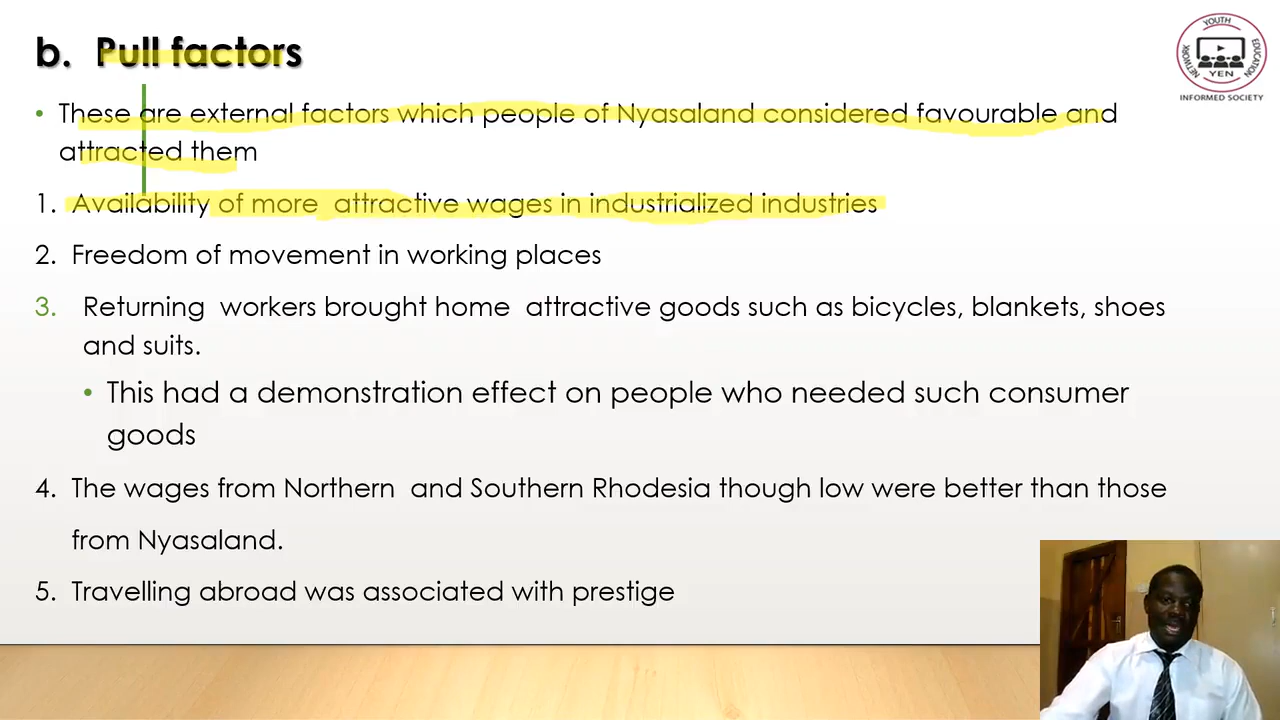 b. Pull factors
• These are external factors which people of Nyasaland considered favourable and
attracted them
1. Availability of more attractive wages in industrialized industries
2. Freedom of movement in working places
3. Returning workers brought home attractive goods such as bicycles, blankets, shoes
and suits.
• This had a demonstration effect on people who needed such consumer
goods
4. The wages from Northern and Southern Rhodesia though low were better than those
from Nyasaland.
5. Travelling abroad was associated with prestige
YOUTH
EDUCATION
NETWORK
YEN
INFORMED SOCIETY